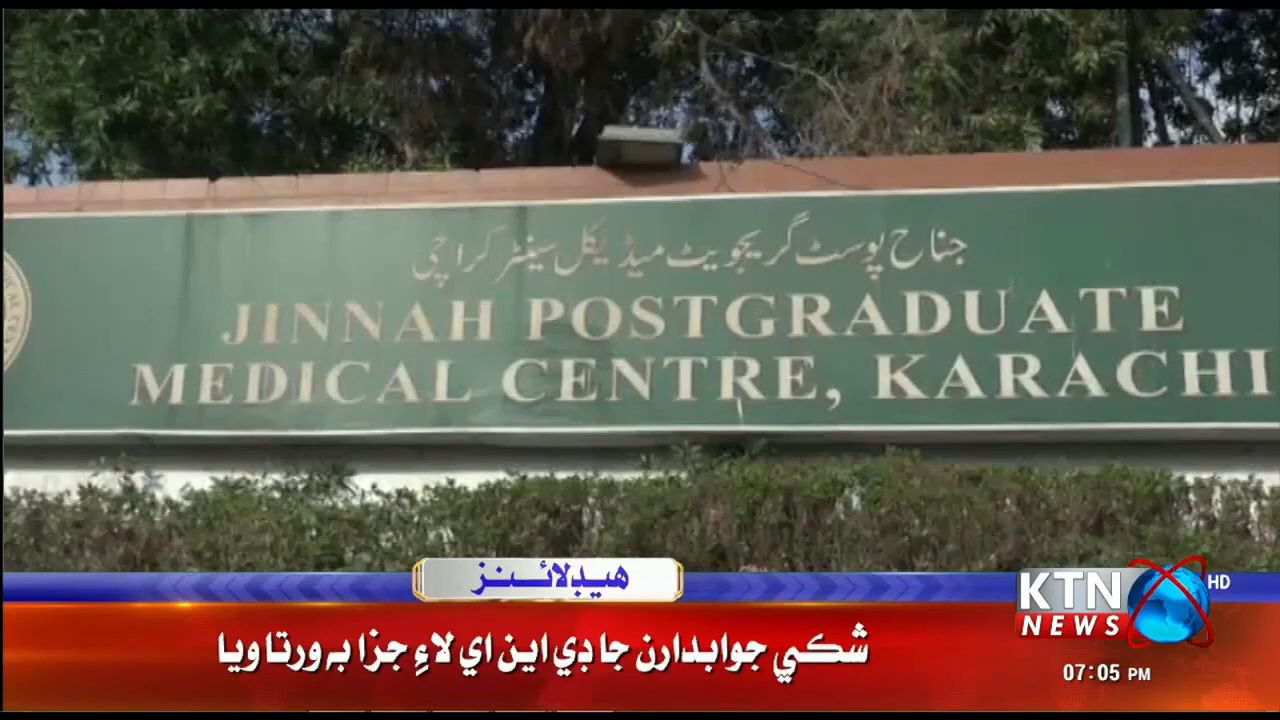 جناح پوسٹ گریجویٹ میڈیکل سینٹر کراچی
JINNAH POSTGRADUATE
MEDICAL CENTRE, KARACHI
هيڊلائنز
شڪي جوابدارن جا ڊي اين اي لاءِ جزا به ورتا ويا
KTN
NEWS
HD
07:05 PM